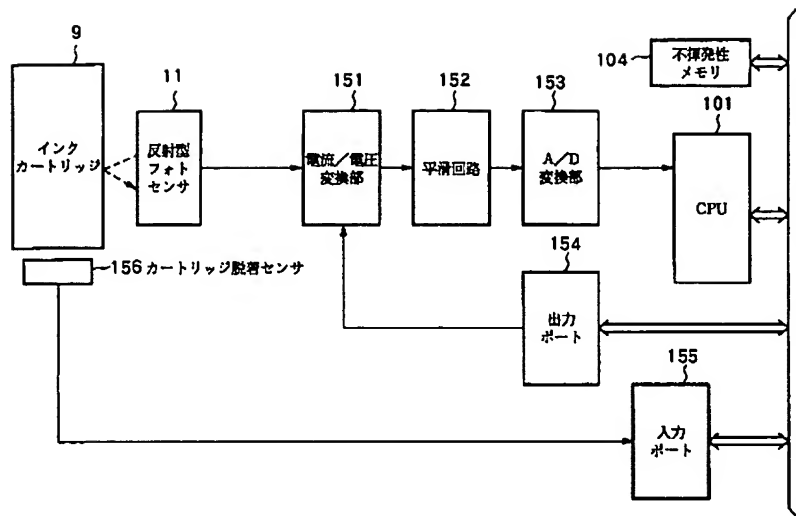 9
インク
カートリッジ
11
反射型
フォト
センサ
151
電流／電圧
変換部
152
平滑回路
153
A／D
変換部
104
不揮発性
メモリ
101
CPU
156 カートリッジ脱着センサ
154
出力
ポート
155
入力
ポート